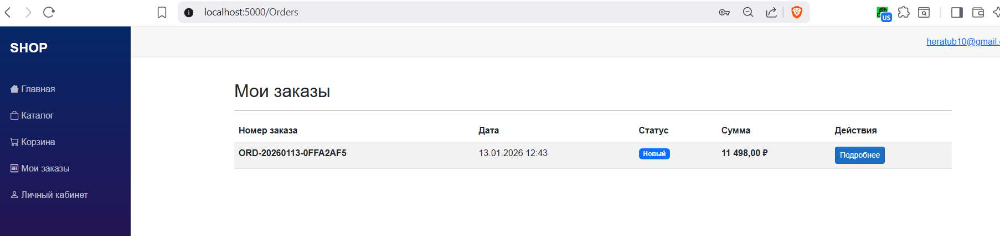 localhost:5000/Orders
US
SHOP
heratub10@gmail.
Главная
Каталог
Корзина
Мои заказы
Личный кабинет
Мои заказы
Номер заказа Дата Статус Сумма Действия
ORD-20260113-0FFA2AF5 13.01.2026 12:43 Новый 11 498,00 ₽ Подробнее